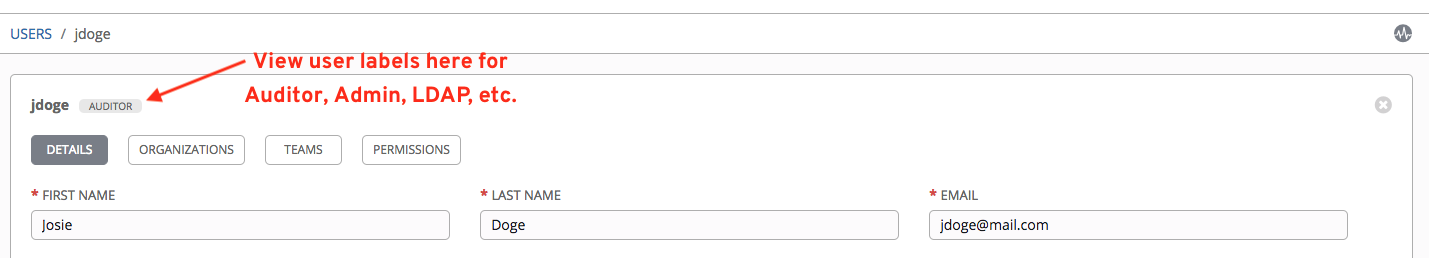 USERS / jdoge
View user labels here for
Auditor, Admin, LDAP, etc.
jdoge AUDITOR
DETAILS ORGANIZATIONS TEAMS PERMISSIONS
* FIRST NAME * LAST NAME * EMAIL
Josie Doge jdoge@mail.com